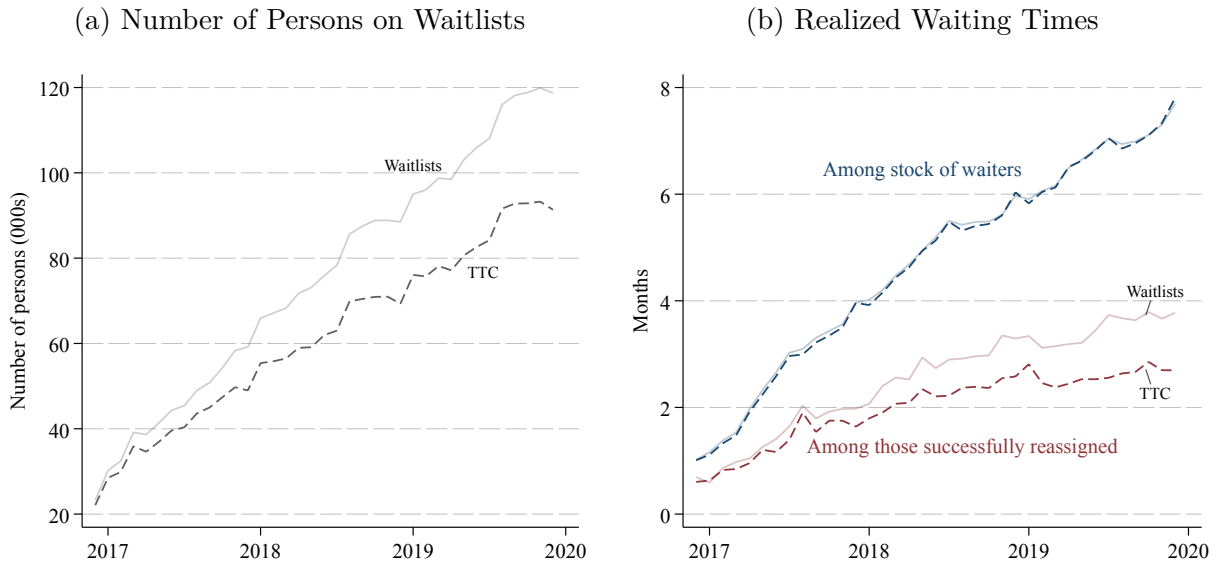 (a) Number of Persons on Waitlists
Number of persons (000s)
120
100
80
60
40
20
Waitlists
TTC
2017
2018
2019
2020
(b) Realized Waiting Times
Months
8
6
4
2
0
Among stock of waiters
Waitlists
TTC
Among those successfully reassigned
2017
2018
2019
2020